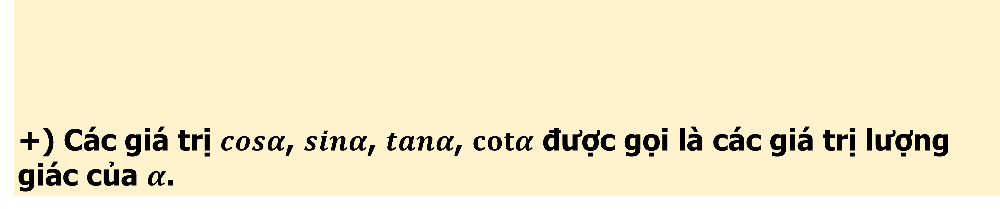 +) Các giá trị cosα, sinα, tanα, cotα được gọi là các giá trị lượng
giác của α.